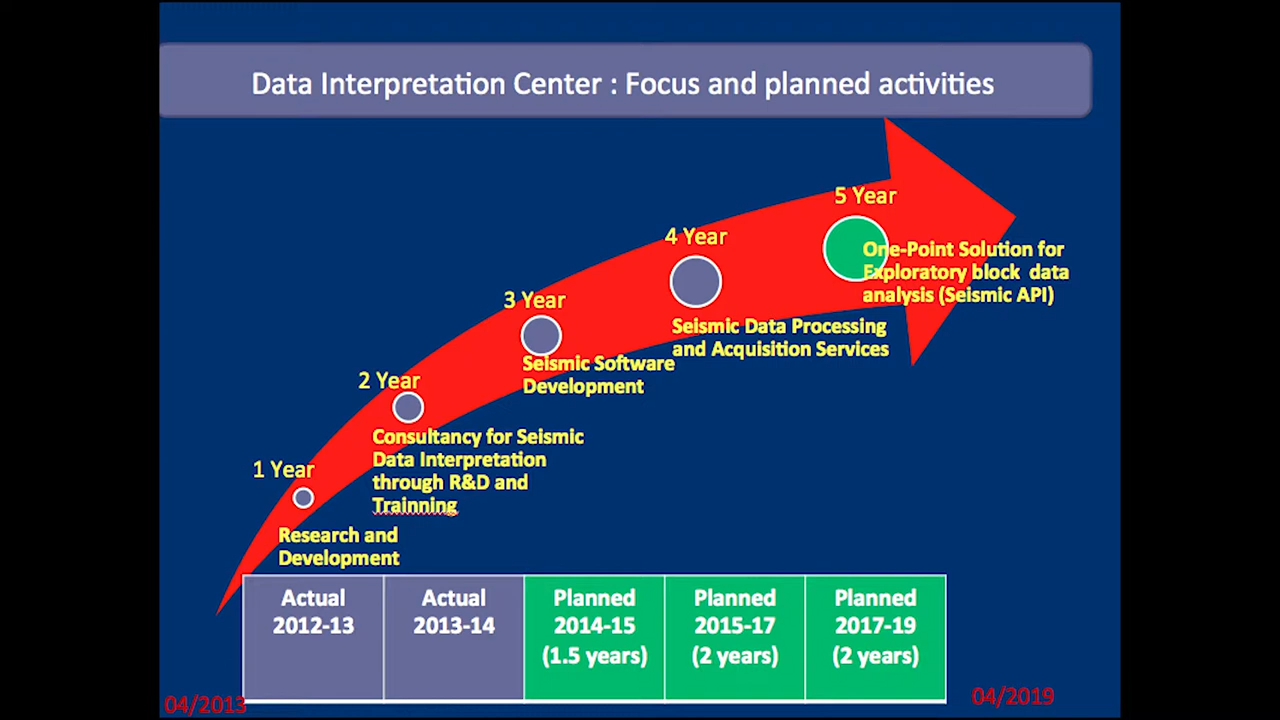 Data Interpretation Center : Focus and planned activities
5 Year
One-Point Solution for
Exploratory block data
analysis (Seismic API)
4 Year
Seismic Data Processing
and Acquisition Services
3 Year
Seismic Software
Development
2 Year
Consultancy for Seismic
Data Interpretation
through R&D and
Trainning
1 Year
Research and
Development
Actual
2012-13
Actual
2013-14
Planned
2014-15
(1.5 years)
Planned
2015-17
(2 years)
Planned
2017-19
(2 years)
04/2013
04/2019